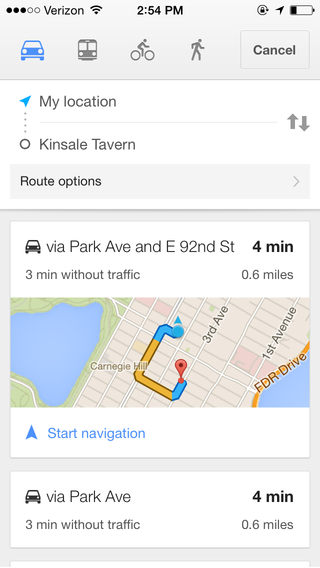 Verizon 2:54 PM
Cancel
My location
Kinsale Tavern
Route options
via Park Ave and E 92nd St 4 min
3 min without traffic 0.6 miles
3rd Ave
1st Avenue
Carnegie Hill
FDR Drive
Start navigation
via Park Ave 4 min
3 min without traffic 0.6 miles